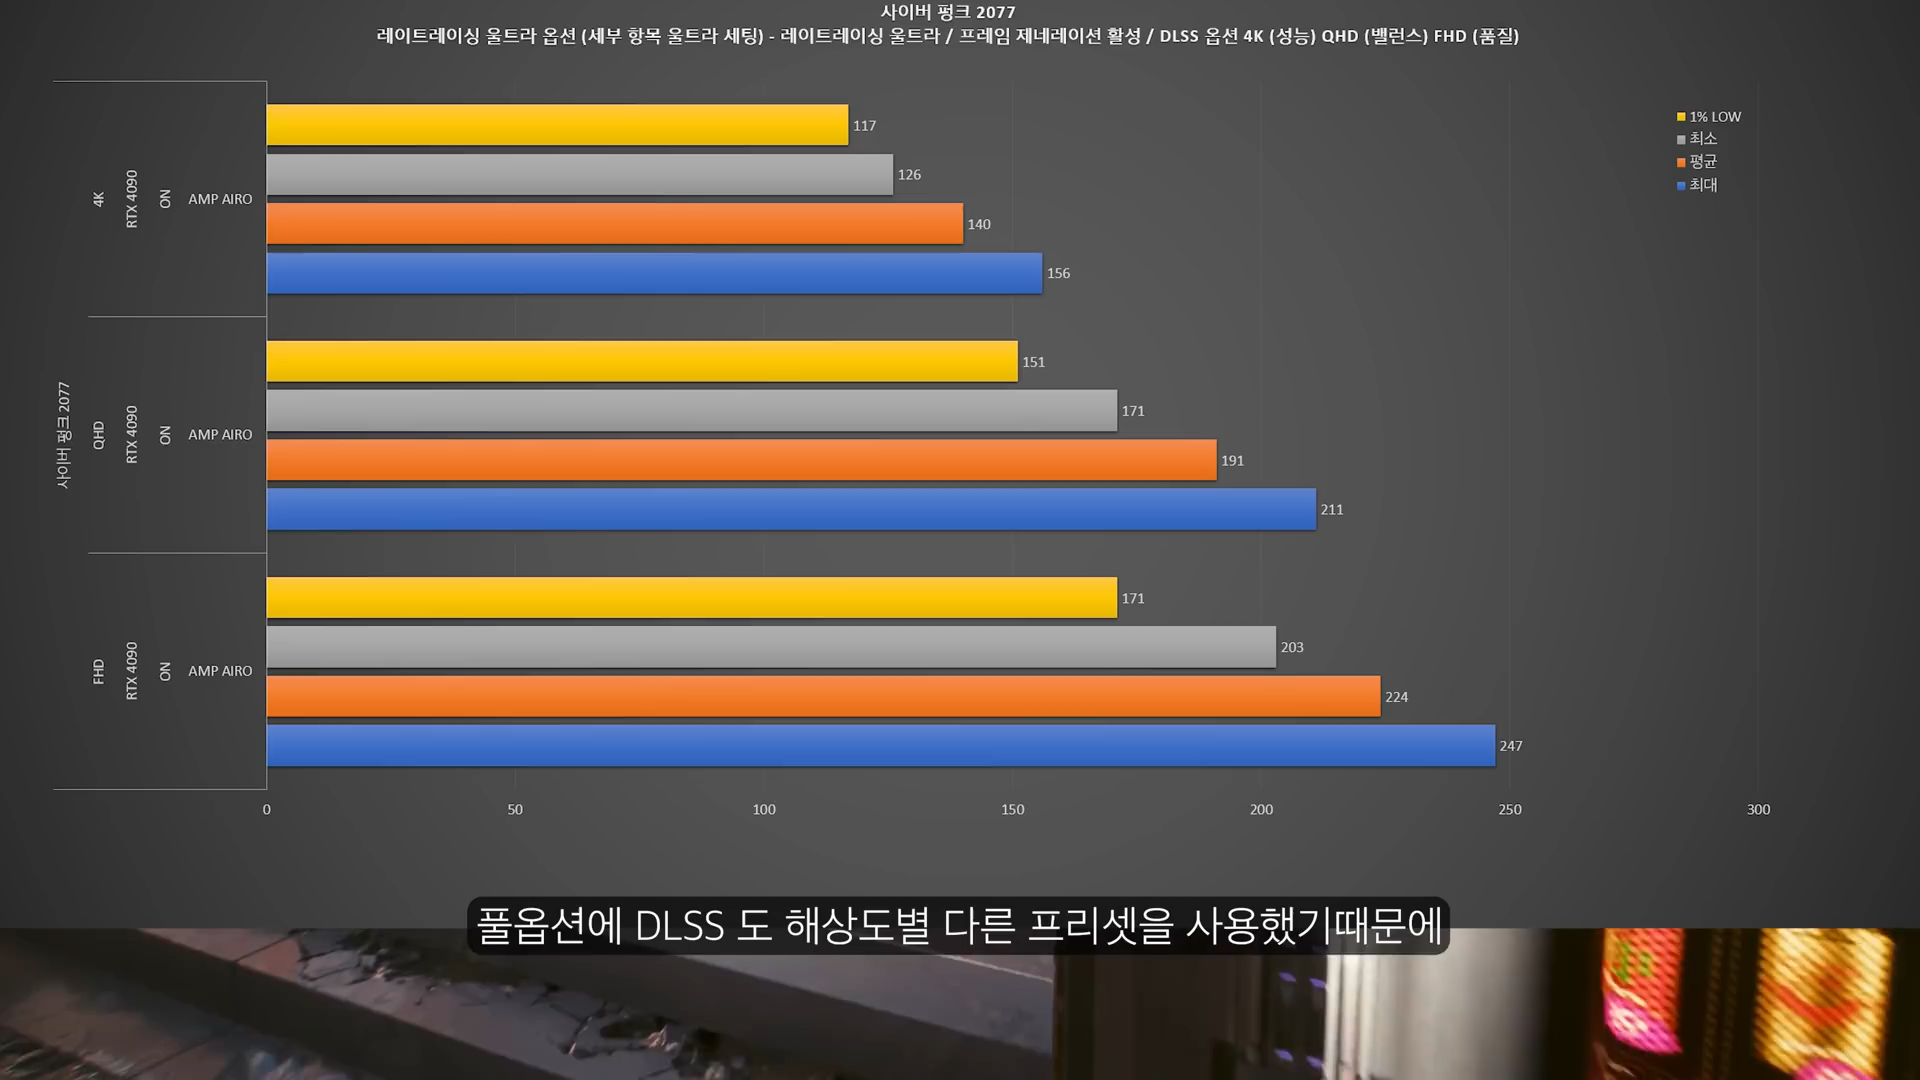 사이버 펑크 2077
레이트레이싱 울트라 옵션 (세부 항목 울트라 세팅) - 레이트레이싱 울트라 / 프레임 제네레이션 활성 / DLSS 옵션 4K (성능) QHD (밸런스) FHD (품질)
1% LOW
최소
평균
최대
사이버 펑크 2077
4K
RTX 4090
ON
AMP AIRO
117
126
140
156
QHD
RTX 4090
ON
AMP AIRO
151
171
191
211
FHD
RTX 4090
ON
AMP AIRO
171
203
224
247
0 50 100 150 200 250 300
풀옵션에 DLSS 도 해상도별 다른 프리셋을 사용했기때문에